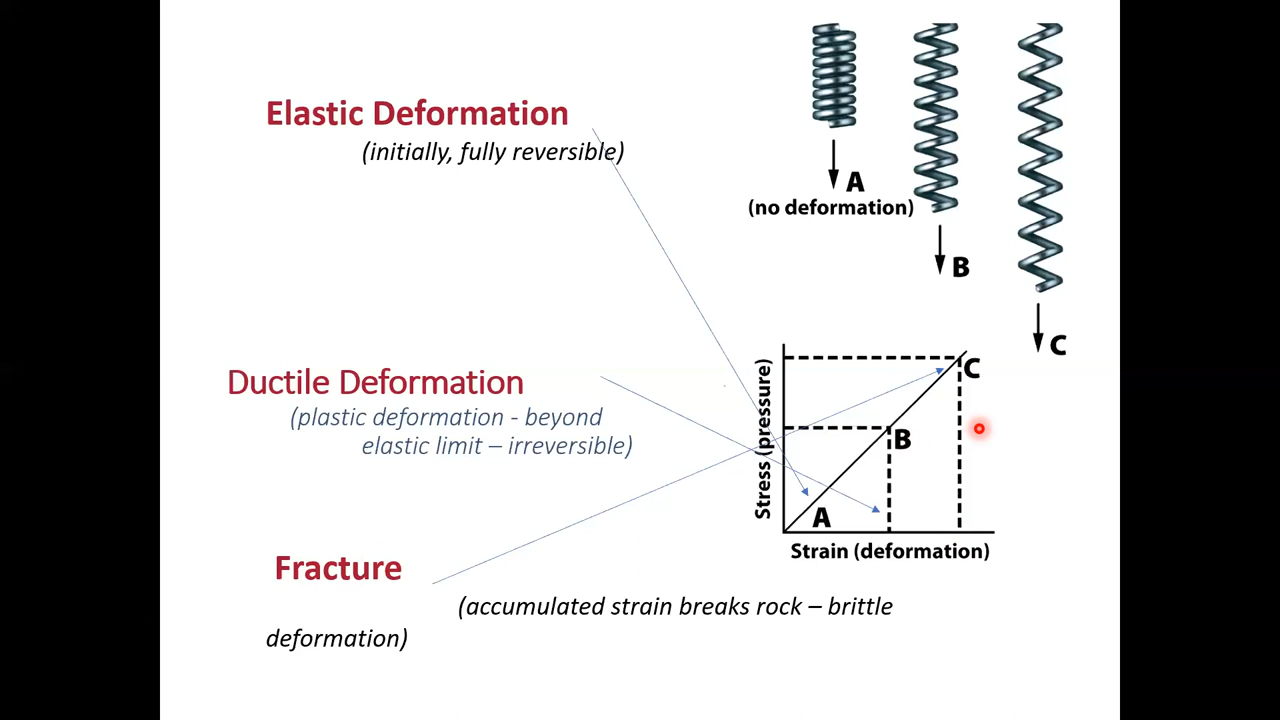 Elastic Deformation
(initially, fully reversible)
A
(no deformation)
B
C
Ductile Deformation
(plastic deformation - beyond
elastic limit – irreversible)
Stress (pressure)
C
B
A
Strain (deformation)
Fracture
(accumulated strain breaks rock – brittle
deformation)